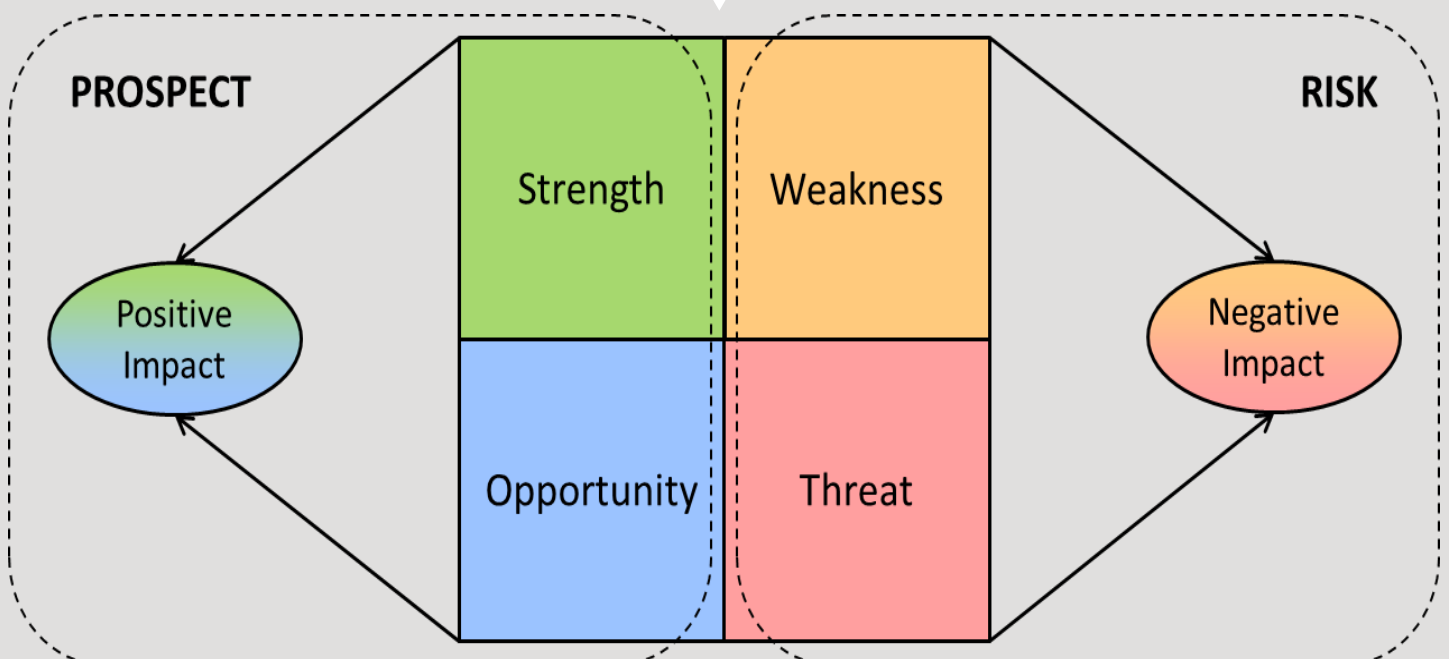 PROSPECT
RISK
Strength
Weakness
Positive
Impact
Negative
Impact
Opportunity
Threat